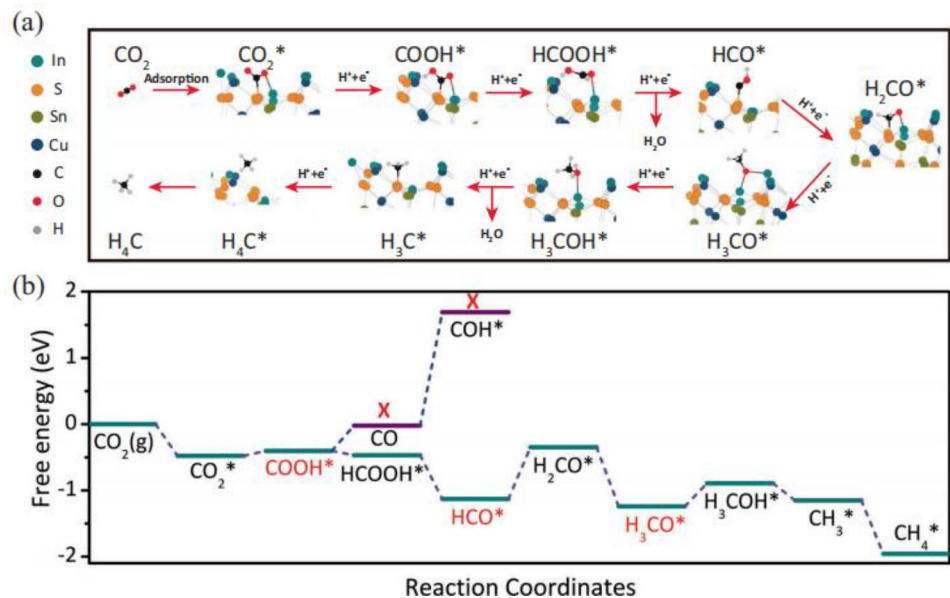 (a)
CO₂
CO₂*
COOH*
HCOOH*
HCO*
H₂CO*
In
S
Sn
Cu
C
O
H
Adsorption
H⁺+e⁻
H⁺+e⁻
H⁺+e⁻
H₂O
H⁺+e⁻
H⁺+e⁻
H⁺+e⁻
H⁺+e⁻
H₂O
H⁺+e⁻
H₄C
H₄C*
H₃C*
H₃COH*
H₃CO*
(b)
Free energy (eV)
2
1
0
-1
-2
X
COH*
X
CO
CO₂(g)
CO₂*
COOH*
HCOOH*
HCO*
H₂CO*
H₃CO*
H₃COH*
CH₃*
CH₄*
Reaction Coordinates